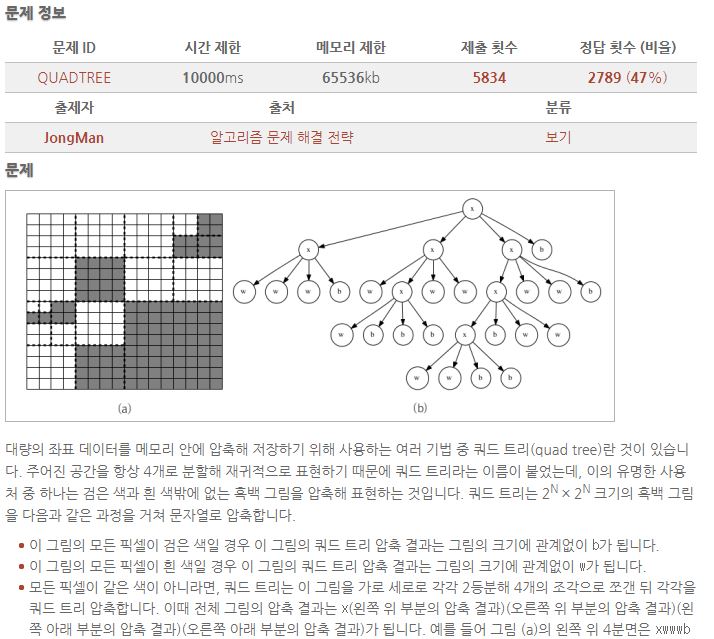 문제 정보
문제 ID 시간 제한 메모리 제한 제출 횟수 정답 횟수 (비율)
QUADTREE 10000ms 65536kb 5834 2789 (47%)
출제자 출처 분류
JongMan 알고리즘 문제 해결 전략 보기
문제
x
x x x b
w w w b w x w w x w w b
w b b b x b w w
w w b b
(a) (b)
대량의 좌표 데이터를 메모리 안에 압축해 저장하기 위해 사용하는 여러 기법 중 쿼드 트리(quad tree)란 것이 있습니
다. 주어진 공간을 항상 4개로 분할해 재귀적으로 표현하기 때문에 쿼드 트리라는 이름이 붙었는데, 이의 유명한 사용
처 중 하나는 검은 색과 흰 색밖에 없는 흑백 그림을 압축해 표현하는 것입니다. 쿼드 트리는 2^N × 2^N 크기의 흑백 그림
을 다음과 같은 과정을 거쳐 문자열로 압축합니다.
• 이 그림의 모든 픽셀이 검은 색일 경우 이 그림의 쿼드 트리 압축 결과는 그림의 크기에 관계없이 b가 됩니다.
• 이 그림의 모든 픽셀이 흰 색일 경우 이 그림의 쿼드 트리 압축 결과는 그림의 크기에 관계없이 w가 됩니다.
• 모든 픽셀이 같은 색이 아니라면, 쿼드 트리는 이 그림을 가로 세로로 각각 2등분해 4개의 조각으로 쪼갠 뒤 각각을
쿼드 트리 압축합니다. 이때 전체 그림의 압축 결과는 x(왼쪽 위 부분의 압축 결과)(오른쪽 위 부분의 압축 결과)(왼
쪽 아래 부분의 압축 결과)(오른쪽 아래 부분의 압축 결과)가 됩니다. 예를 들어 그림 (a)의 왼쪽 위 4분면은 xwwwb